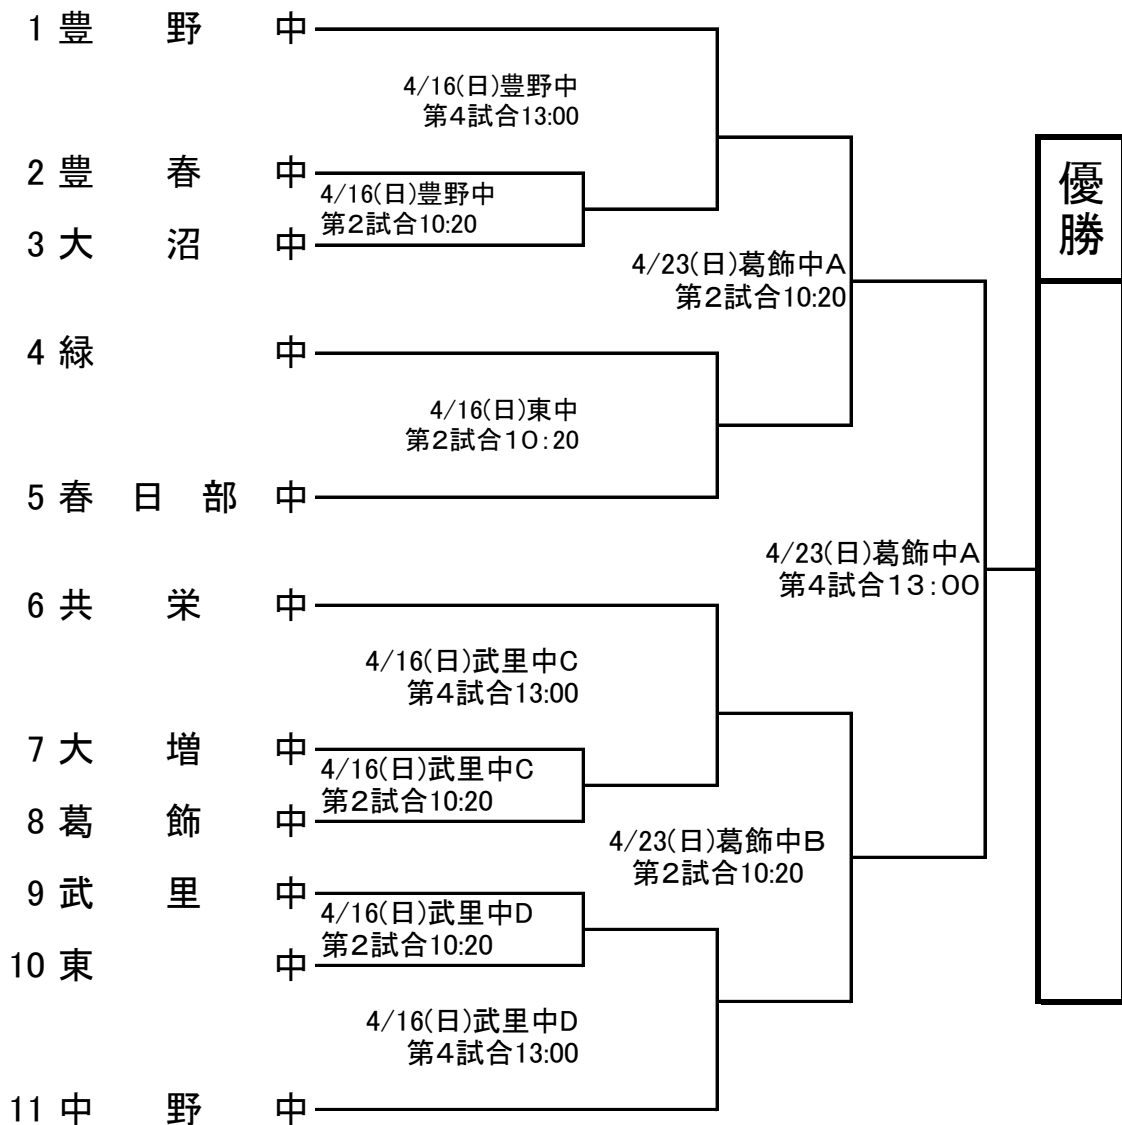 1 豊野中
4/16(日)豊野中
第4試合13:00
2 豊春中
4/16(日)豊野中
第2試合10:20
3 大沼中
4/23(日)葛飾中A
第2試合10:20
優勝
4 緑中
4/16(日)東中
第2試合10:20
5 春日部中
4/23(日)葛飾中A
第4試合13:00
6 共栄中
4/16(日)武里中C
第4試合13:00
7 大増中
4/16(日)武里中C
第2試合10:20
8 葛飾中
4/23(日)葛飾中B
第2試合10:20
9 武里中
4/16(日)武里中D
第2試合10:20
10 東中
4/16(日)武里中D
第4試合13:00
11 中野中